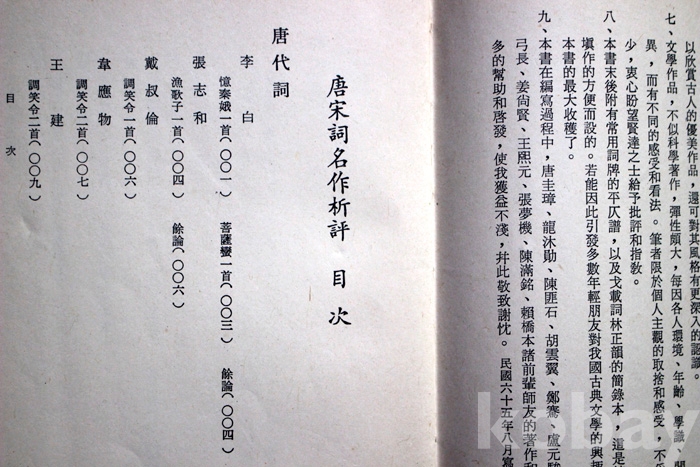 以欣賞古人的優美作品，還可對其風格有更深入的認識。
七、文學作品，不似科學著作，彈性頗大，每因各人環境、年齡、學識、
異，而有不同的感受和看法。筆者限於個人主觀的取捨和感受，不
少，衷心盼望賢達之士給予批評和指教。
八、本書末後附有常用詞牌的平仄譜，以及戈載詞林正韻的簡錄本，這是
填作的方便而設的。若能因此引發多數年輕朋友對我國古典文學的興
本書的最大收穫了。
九、本書在編寫過程中，唐圭璋、龍沐勛、陳匪石、胡雲翼、鄭騫、盧元駿
弓長、姜尚賢、王熙元、張夢機、陳滿銘、賴橋本諸前輩師友的著作和
多的幫助和啓發，使我獲益不淺，幷此敬致謝忱。 民國六十五年八月寫
唐宋詞名作析評 目次
唐代詞
李 白
憶秦娥一首(〇〇一) 菩薩蠻一首(〇〇三) 餘論(〇〇四)
張志和
漁歌子一首(〇〇四) 餘論(〇〇六)
戴叔倫
調笑令一首(〇〇六)
韋應物
調笑令二首(〇〇七)
王 建
調笑令二首(〇〇九)
目 次
kobay